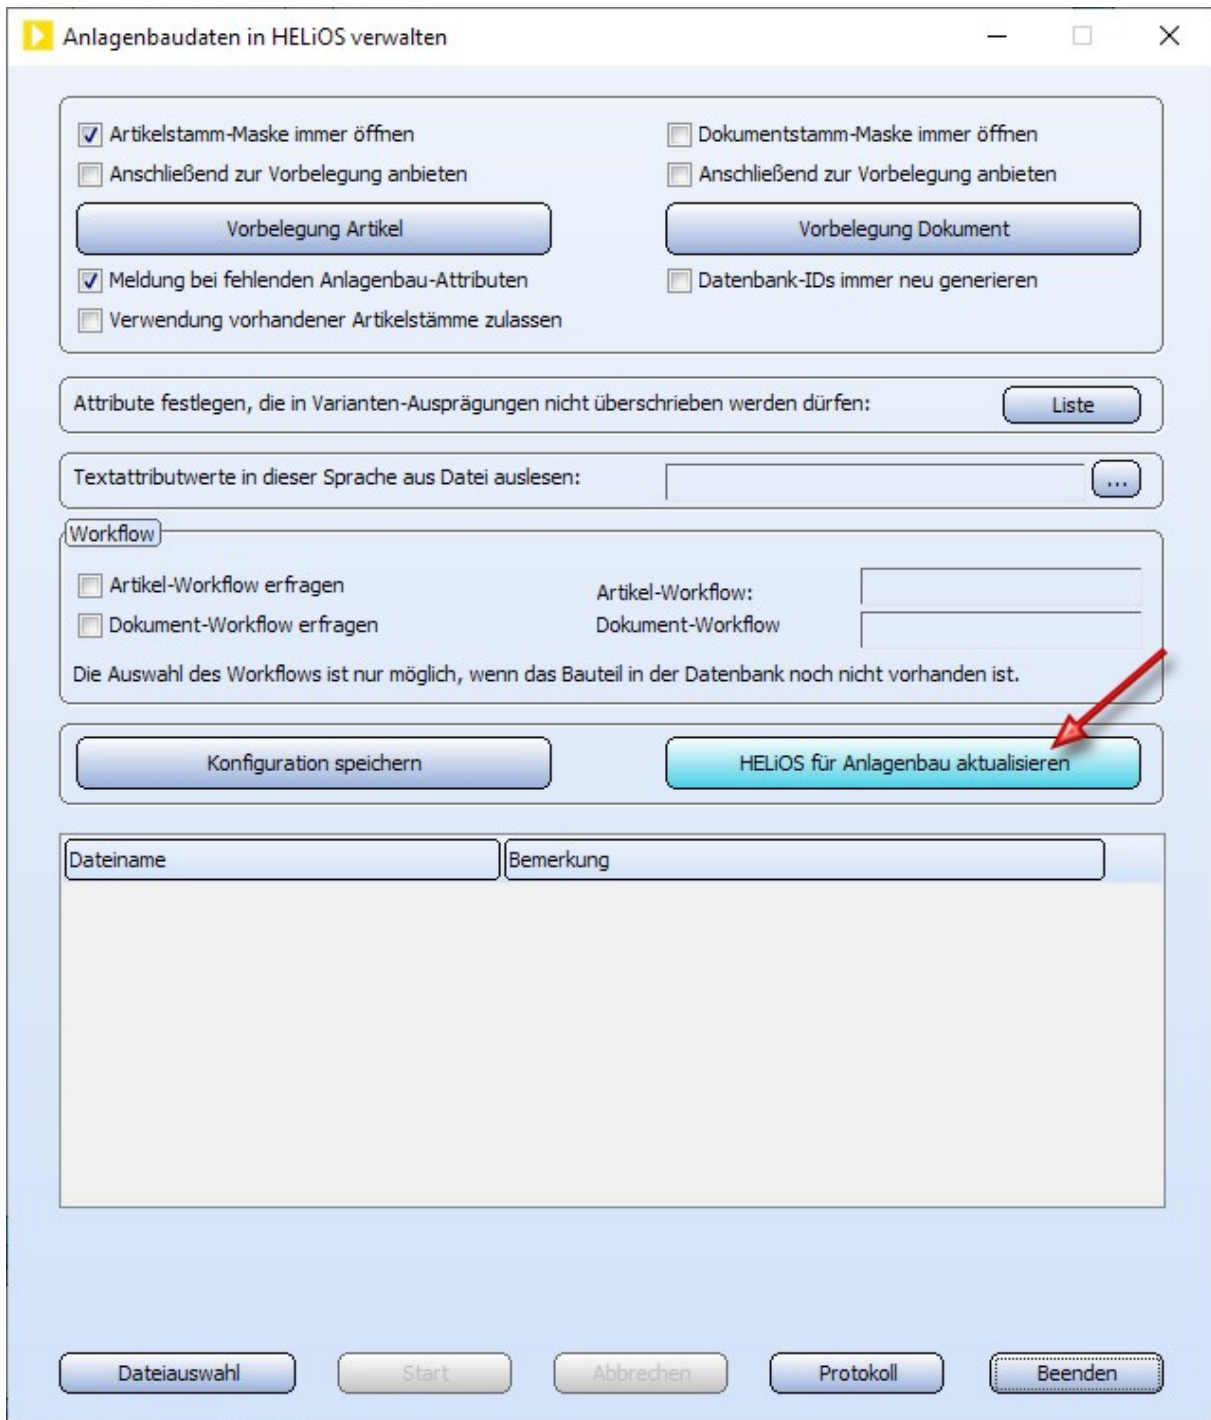 Anlagenbaudaten in HELiOS verwalten
Artikelstamm-Maske immer öffnen
Dokumentstamm-Maske immer öffnen
Anschließend zur Vorbelegung anbieten
Anschließend zur Vorbelegung anbieten
Vorbelegung Artikel
Vorbelegung Dokument
Meldung bei fehlenden Anlagenbau-Attributen
Datenbank-IDs immer neu generieren
Verwendung vorhandener Artikelstämme zulassen
Attribute festlegen, die in Varianten-Ausprägungen nicht überschrieben werden dürfen:
Liste
Textattributwerte in dieser Sprache aus Datei auslesen:
...
Workflow
Artikel-Workflow erfragen
Artikel-Workflow:
Dokument-Workflow erfragen
Dokument-Workflow
Die Auswahl des Workflows ist nur möglich, wenn das Bauteil in der Datenbank noch nicht vorhanden ist.
Konfiguration speichern
HELiOS für Anlagenbau aktualisieren
Dateiname
Bemerkung
Dateiauswahl
Start
Abbrechen
Protokoll
Beenden